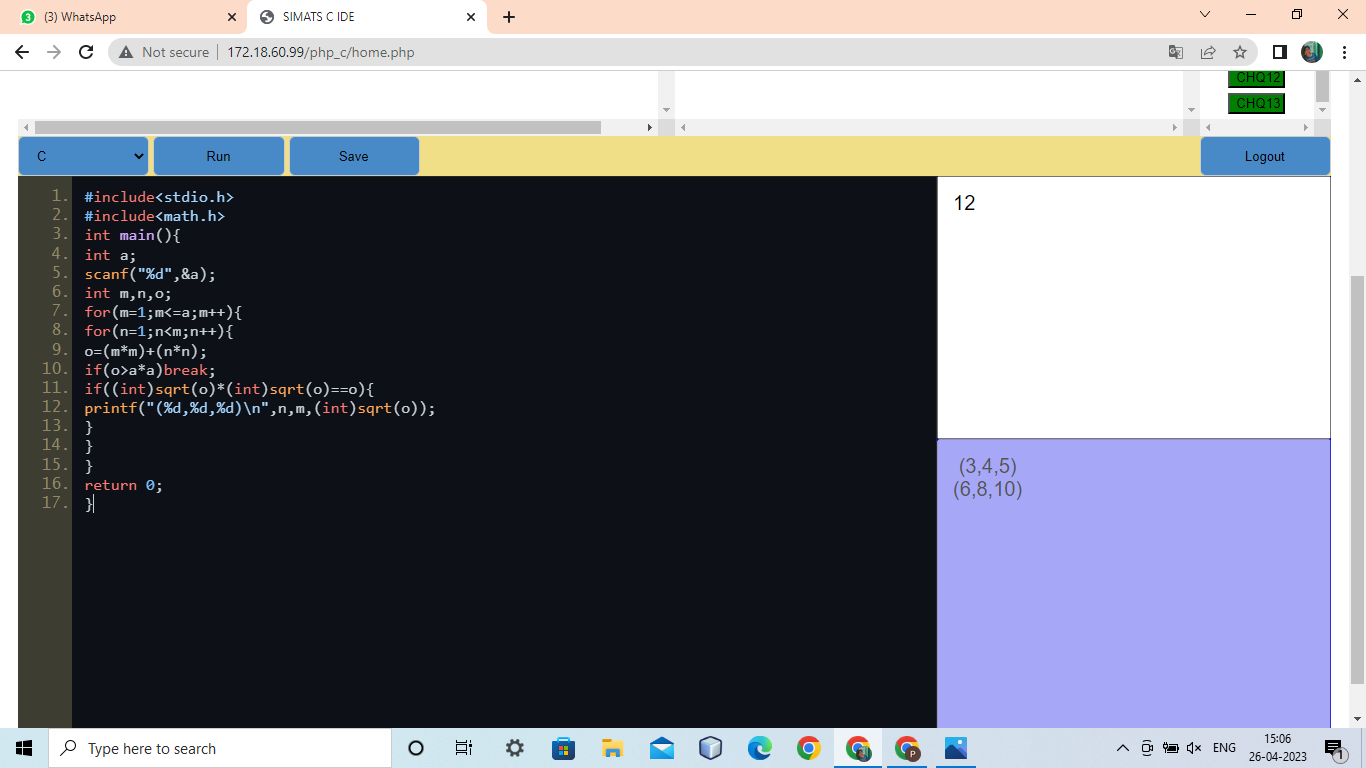 (3) WhatsApp
SIMATS C IDE
Not secure
172.18.60.99/php_c/home.php
CHQ12
CHQ13
C
Run
Save
Logout
1. #include<stdio.h>
2. #include<math.h>
3. int main(){
4. int a;
5. scanf("%d",&a);
6. int m,n,o;
7. for(m=1;m<=a;m++){
8. for(n=1;n<m;n++){
9. o=(m*m)+(n*n);
10. if(o>a*a)break;
11. if((int)sqrt(o)*(int)sqrt(o)==o){
12. printf("(%d,%d,%d)\n",n,m,(int)sqrt(o));
13. }
14. }
15. }
16. return 0;
17. }
12
(3,4,5)
(6,8,10)
Type here to search
P
ENG
15:06
26-04-2023
1